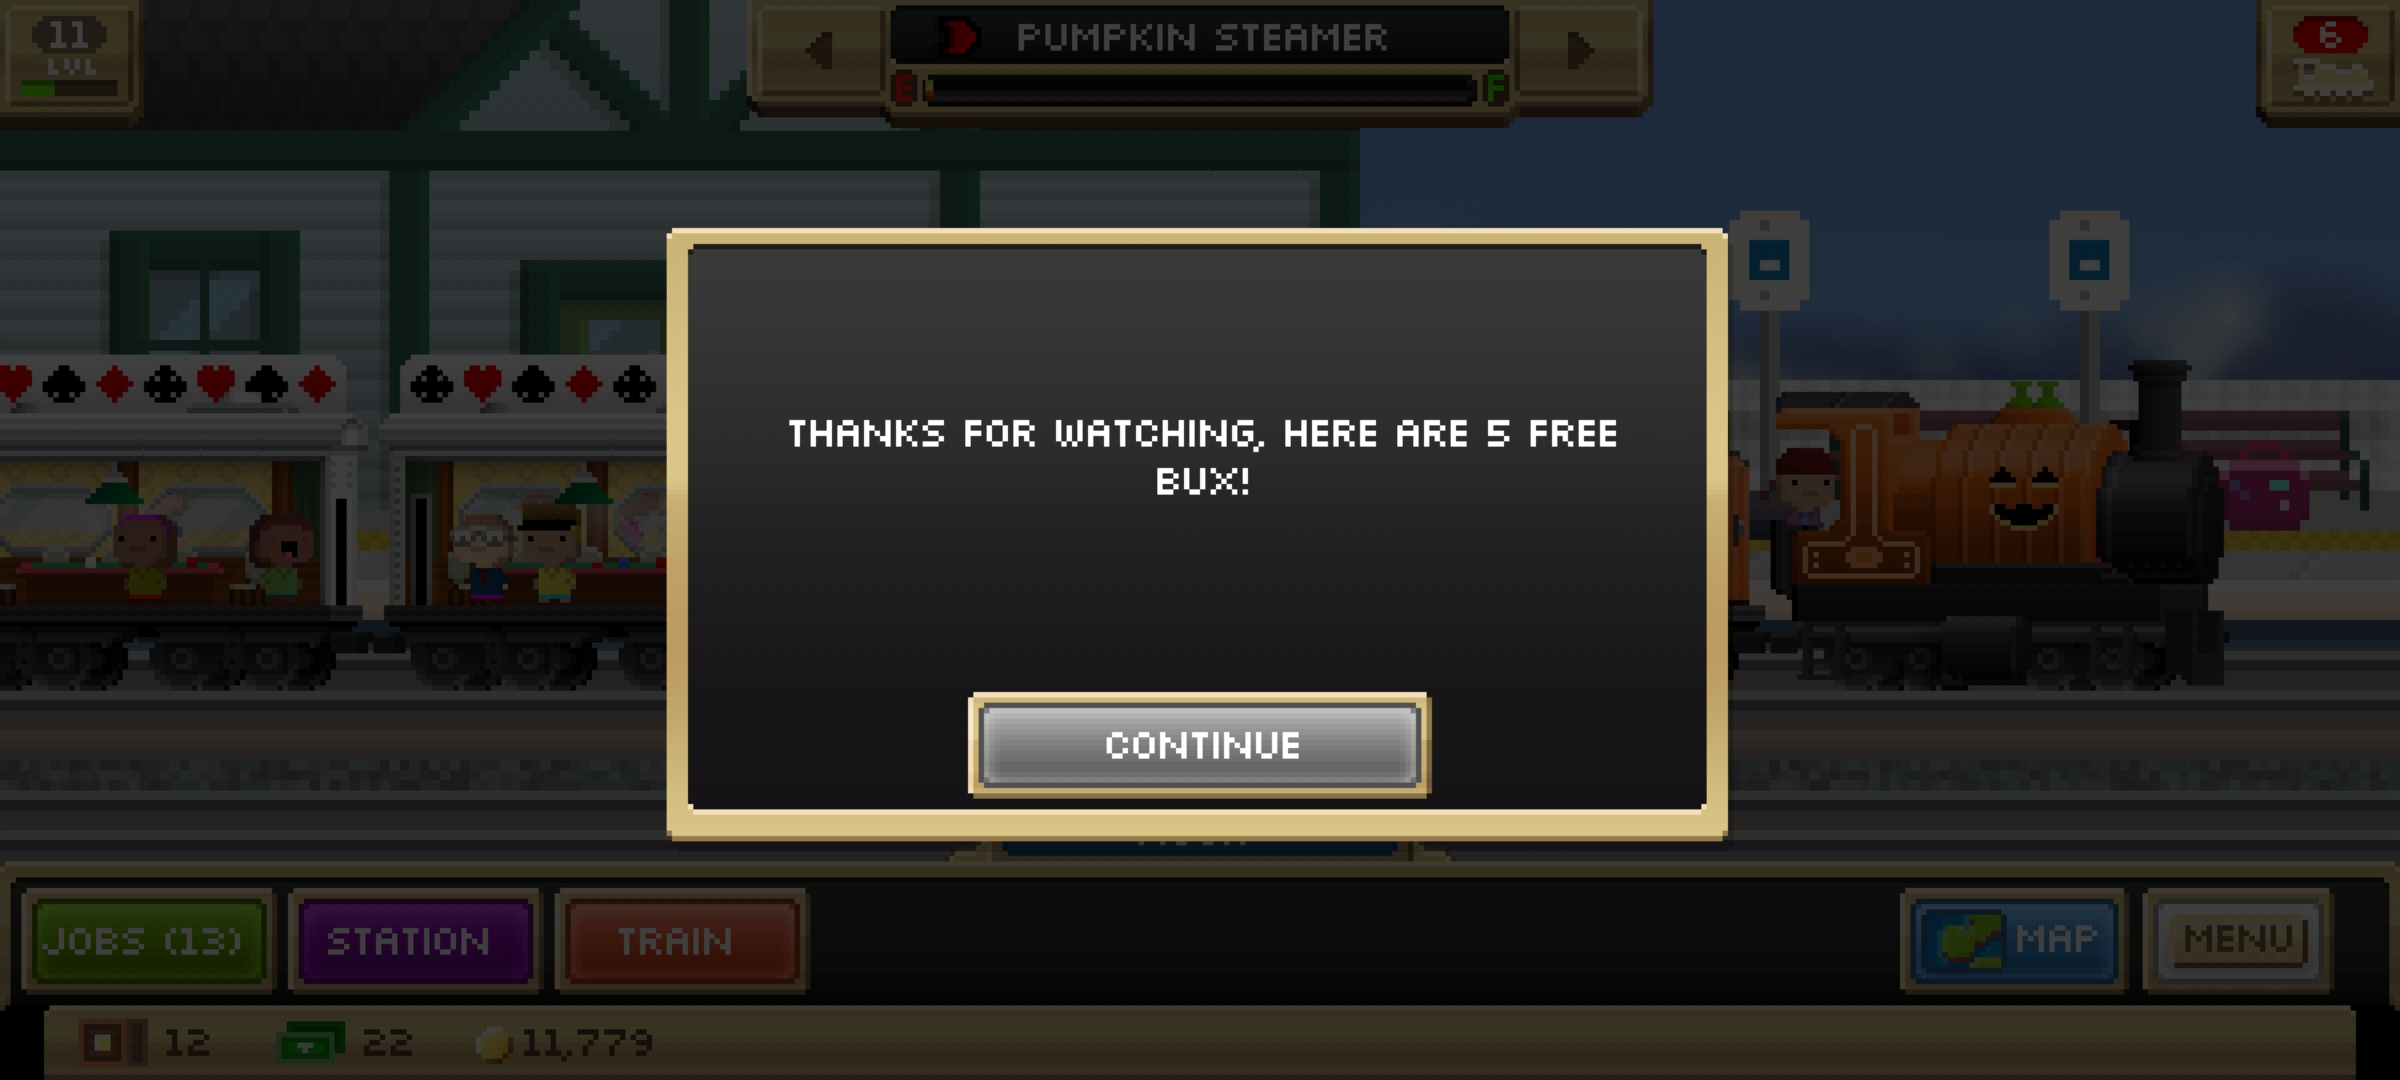 11
LVL
PUMPKIN STEAMER
E F
6
THANKS FOR WATCHING, HERE ARE 5 FREE
BUX!
CONTINUE
JOBS (13) STATION TRAIN MAP MENU
12 22 11,779